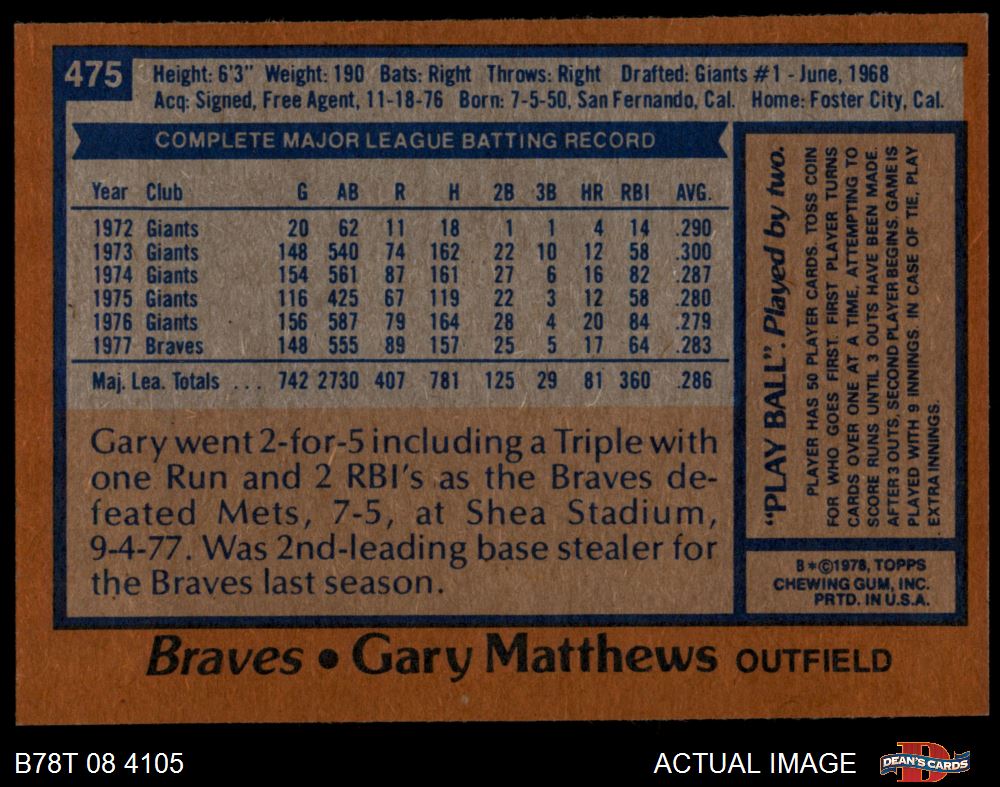 475
Height: 6'3" Weight: 190 Bats: Right Throws: Right Drafted: Giants #1 - June, 1968
Acq: Signed, Free Agent, 11-18-76 Born: 7-5-50, San Fernando, Cal. Home: Foster City, Cal.
COMPLETE MAJOR LEAGUE BATTING RECORD
Year Club G AB R H 2B 3B HR RBI AVG.
1972 Giants 20 62 11 18 1 1 4 14 .290
1973 Giants 148 540 74 162 22 10 12 58 .300
1974 Giants 154 561 87 161 27 6 16 82 .287
1975 Giants 116 425 67 119 22 3 12 58 .280
1976 Giants 156 587 79 164 28 4 20 84 .279
1977 Braves 148 555 89 157 25 5 17 64 .283
Maj. Lea. Totals ... 742 2730 407 781 125 29 81 360 .286
Gary went 2-for-5 including a Triple with
one Run and 2 RBI's as the Braves de-
feated Mets, 7-5, at Shea Stadium,
9-4-77. Was 2nd-leading base stealer for
the Braves last season.
"PLAY BALL". Played by two.
PLAYER HAS 50 PLAYER CARDS. TOSS COIN
FOR WHO GOES FIRST. FIRST PLAYER TURNS
CARDS OVER ONE AT A TIME, ATTEMPTING TO
SCORE RUNS UNTIL 3 OUTS HAVE BEEN MADE.
AFTER 3 OUTS, SECOND PLAYER BEGINS. GAME IS
PLAYED WITH 9 INNINGS. IN CASE OF TIE, PLAY
EXTRA INNINGS.
B*©1978, TOPPS
CHEWING GUM, INC.
PRTD. IN U.S.A.
Braves • Gary Matthews OUTFIELD
B78T 08 4105
ACTUAL IMAGE
DEAN'S CARDS